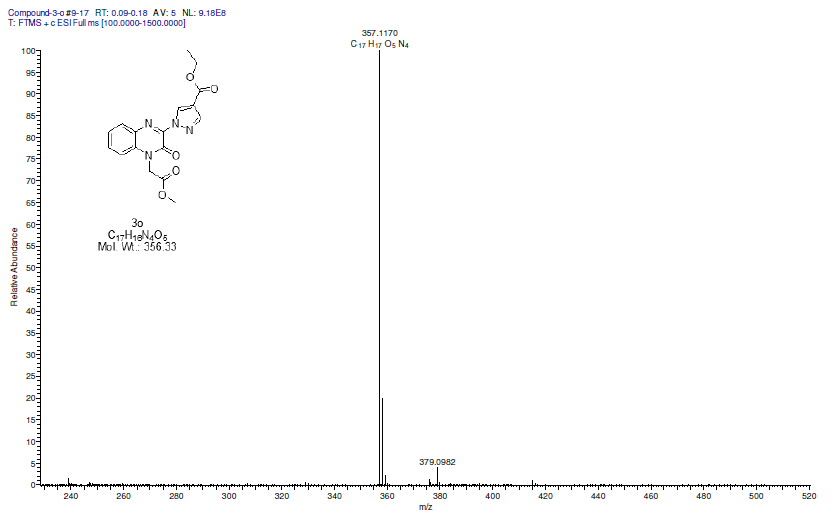 Compound-3-o #9-17 RT: 0.09-0.18 AV: 5 NL: 9.18E8
T: FTMS + c ESI Full ms [100.0000-1500.0000]
357.1170
C17 H17 O5 N4
100
95
90
85
80
75
70
65
60
55
50
45
40
35
30
25
20
15
10
5
0
Relative Abundance
O
O
N
N
N
N
O
O
O
3o
C17H16N4O5
Mol. Wt.: 356.33
379.0982
240
260
280
300
320
340
360
380
400
420
440
460
480
500
520
m/z